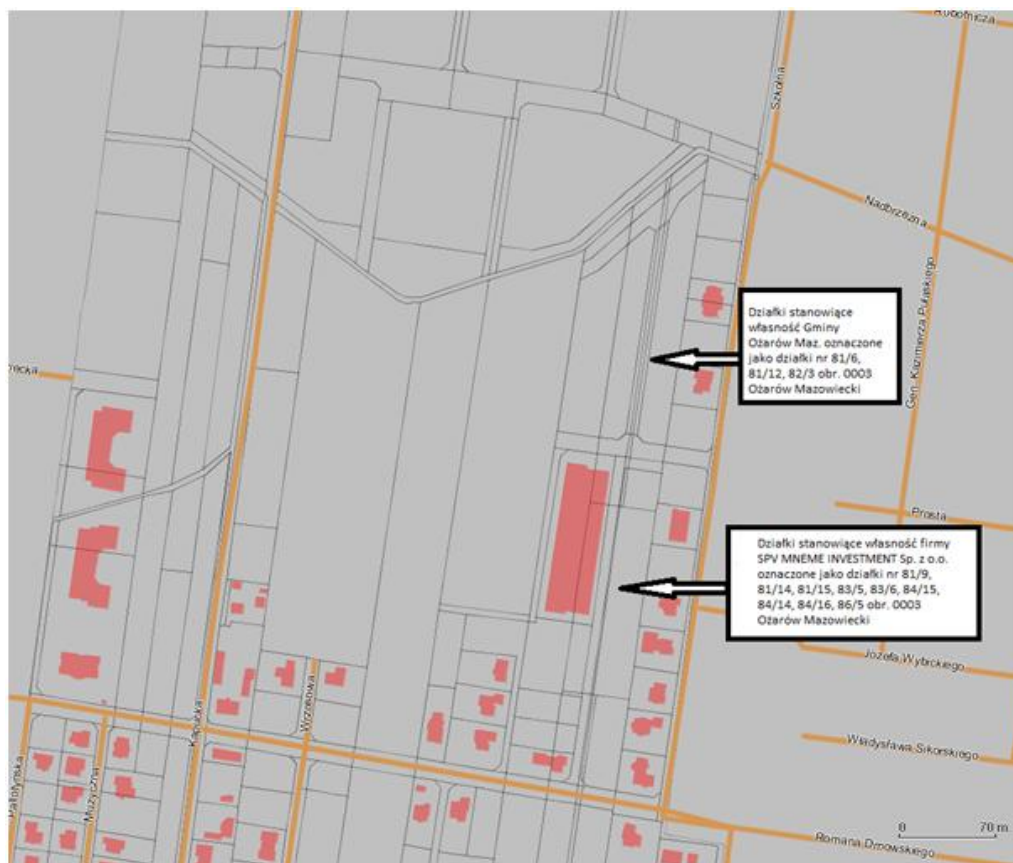 Robotnicza
Szkolna
Nadbrzeżna
Gen. Kazimierza Pułaskiego
Działki stanowiące
własność Gminy
Ożarów Maz. oznaczone
jako działki nr 81/6,
81/12, 82/3 obr. 0003
Ożarów Mazowiecki
Prosta
Działki stanowiące własność firmy
SPV MNEME INVESTMENT Sp. z o.o.
oznaczone jako działki nr 81/9,
81/14, 81/15, 83/5, 83/6, 84/15,
84/14, 84/16, 86/5 obr. 0003
Ożarów Mazowiecki
Józefa Wybickiego
Kapucka
Władysława Sikorskiego
Pallotyńska
Muzyczna
0 70 m
Romana Dmowskiego